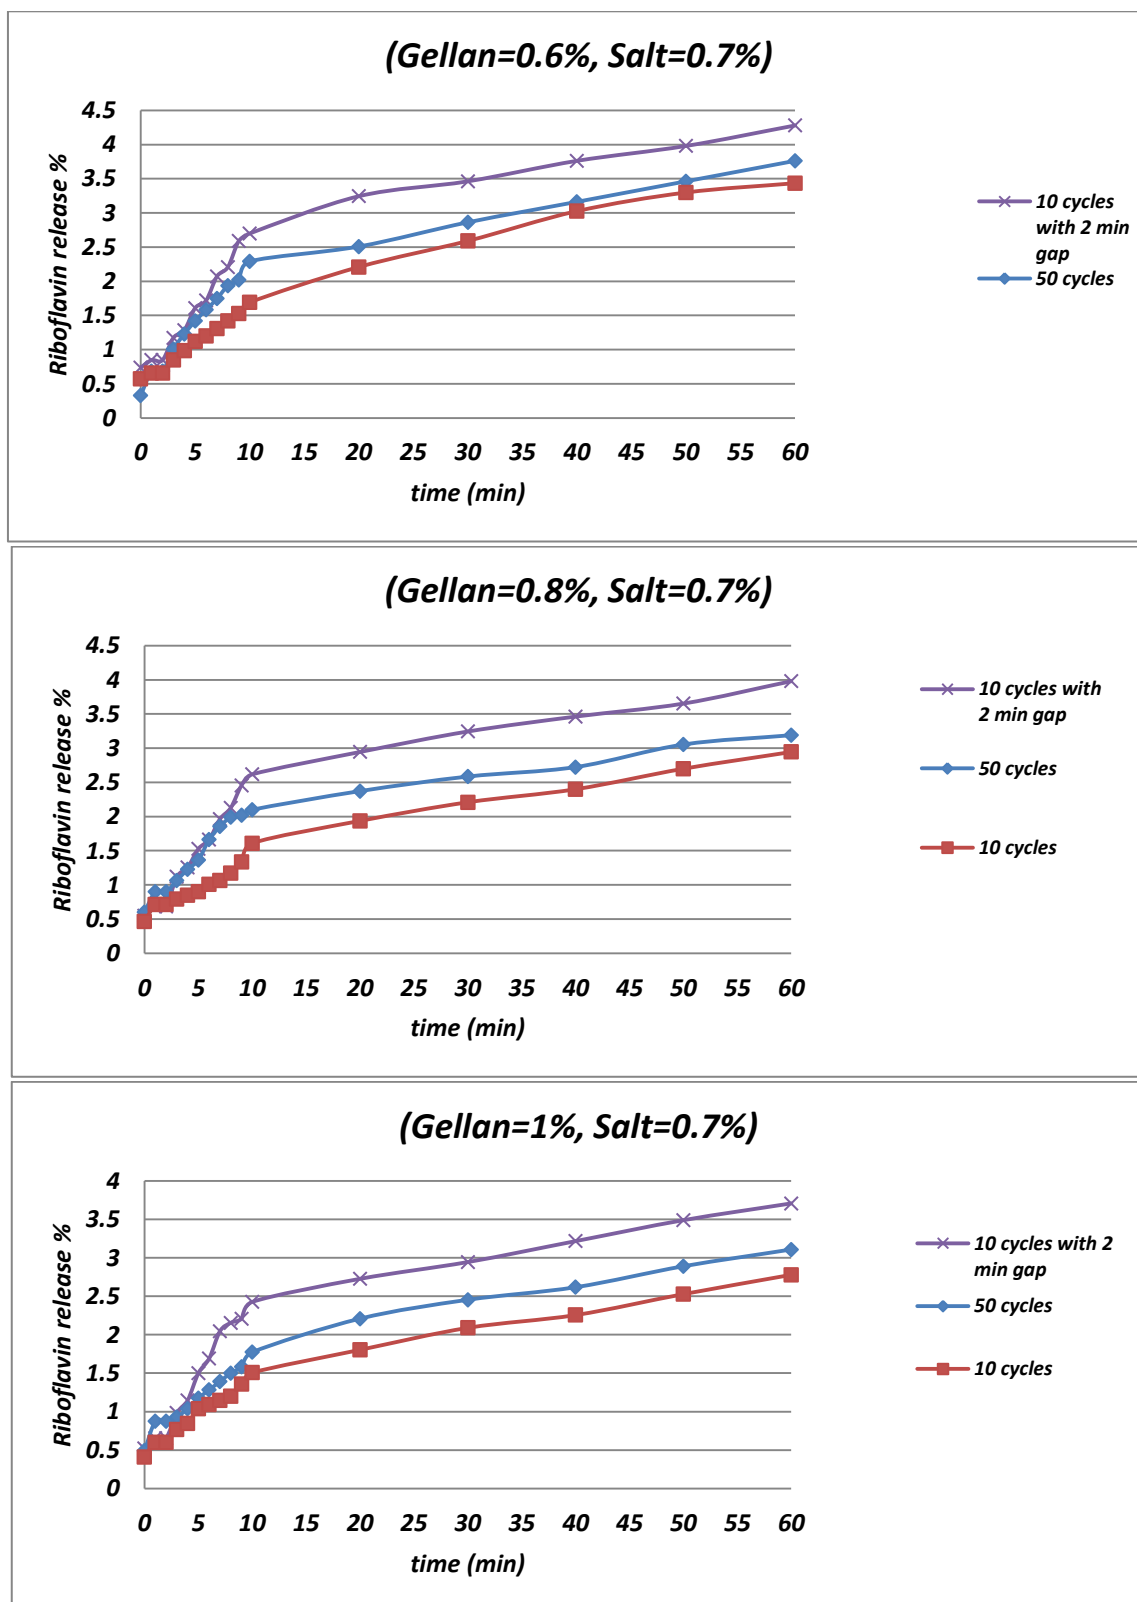 (Gellan=0.6%, Salt=0.7%)
Riboflavin release %
4.5
4
3.5
3
2.5
2
1.5
1
0.5
0
0 5 10 15 20 25 30 35 40 45 50 55 60
time (min)
10 cycles
with 2 min
gap
50 cycles
(Gellan=0.8%, Salt=0.7%)
Riboflavin release %
4.5
4
3.5
3
2.5
2
1.5
1
0.5
0
0 5 10 15 20 25 30 35 40 45 50 55 60
time (min)
10 cycles with
2 min gap
50 cycles
10 cycles
(Gellan=1%, Salt=0.7%)
Riboflavin release %
4
3.5
3
2.5
2
1.5
1
0.5
0
0 5 10 15 20 25 30 35 40 45 50 55 60
time (min)
10 cycles with 2
min gap
50 cycles
10 cycles